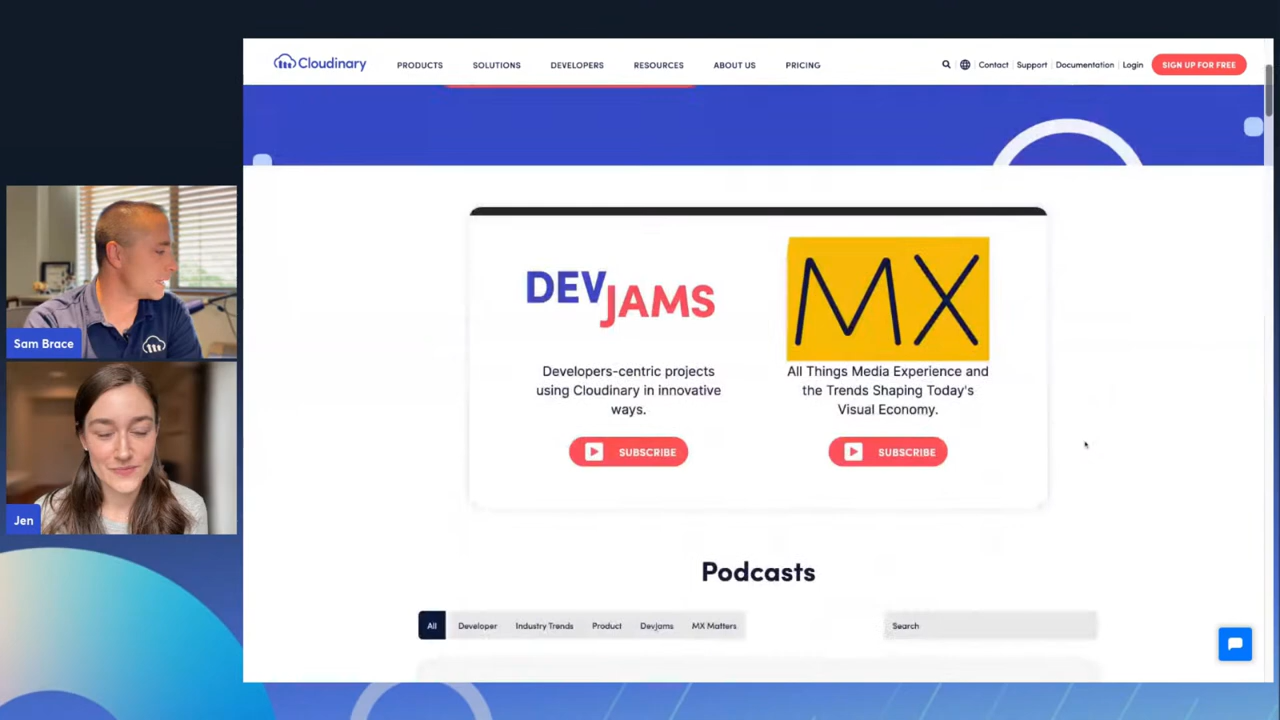 Cloudinary
PRODUCTS SOLUTIONS DEVELOPERS RESOURCES ABOUT US PRICING
Contact Support Documentation Login SIGN UP FOR FREE
DEVJAMS
MX
Developers-centric projects
using Cloudinary in innovative
ways.
All Things Media Experience and
the Trends Shaping Today's
Visual Economy.
SUBSCRIBE
SUBSCRIBE
Sam Brace
Jen
Podcasts
All Developer Industry Trends Product DevJams MX Matters
Search